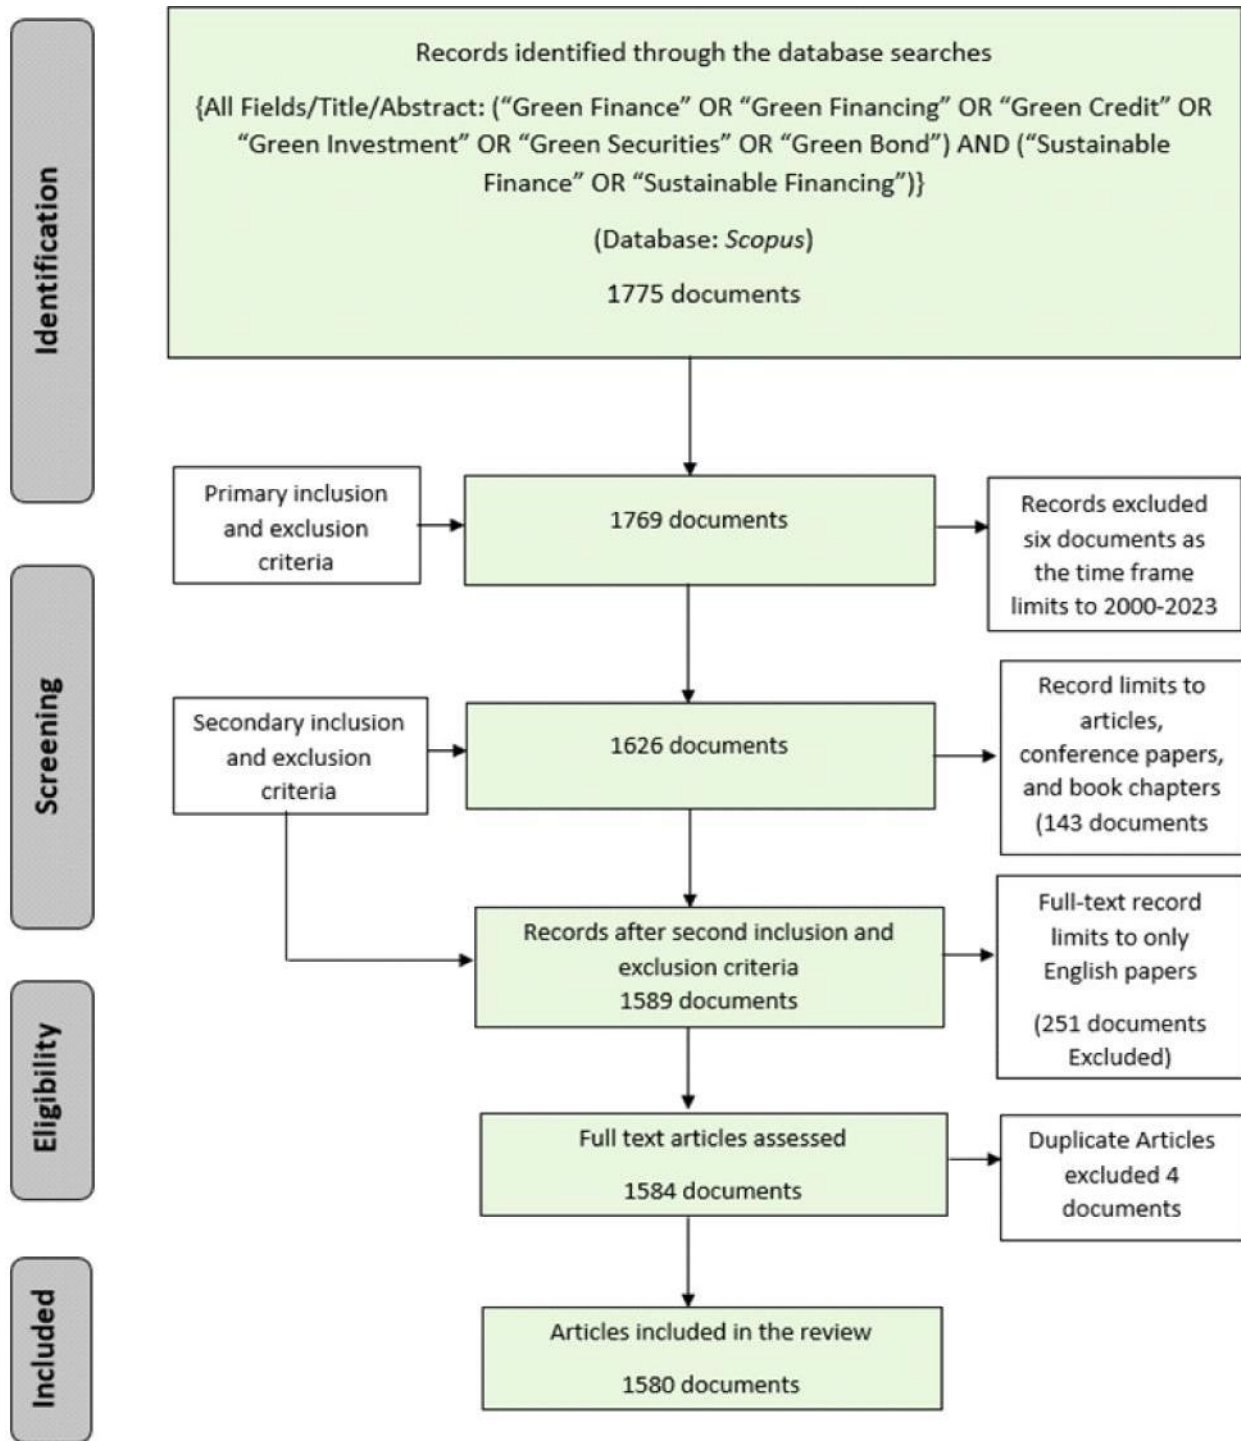 Identification
Records identified through the database searches
{All Fields/Title/Abstract: (“Green Finance” OR “Green Financing” OR “Green Credit” OR
“Green Investment” OR “Green Securities” OR “Green Bond”) AND (“Sustainable
Finance” OR “Sustainable Financing”)}
(Database: Scopus)
1775 documents
Primary inclusion
and exclusion
criteria
1769 documents
Records excluded
six documents as
the time frame
limits to 2000-2023
Screening
Secondary inclusion
and exclusion
criteria
1626 documents
Record limits to
articles,
conference papers,
and book chapters
(143 documents
Records after second inclusion and
exclusion criteria
1589 documents
Full-text record
limits to only
English papers
(251 documents
Excluded)
Eligibility
Full text articles assessed
1584 documents
Duplicate Articles
excluded 4
documents
Included
Articles included in the review
1580 documents